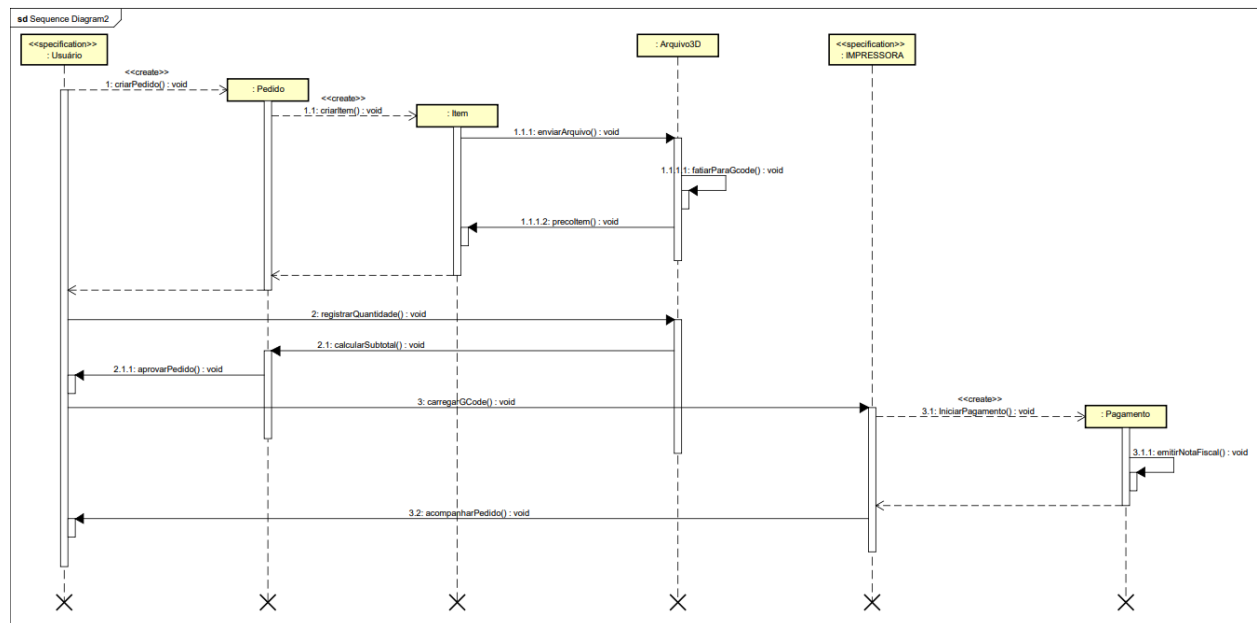 sd Sequence Diagram2
<<specification>>
: Usuário
: Arquivo3D
<<specification>>
: IMPRESSORA
<<create>>
1: criarPedido() : void
: Pedido
<<create>>
1.1: criarItem() : void
: Item
1.1.1: enviarArquivo() : void
1.1.1.1: fatiarParaGcode() : void
1.1.1.2: precoItem() : void
2: registrarQuantidade() : void
2.1: calcularSubtotal() : void
2.1.1: aprovarPedido() : void
3: carregarGCode() : void
<<create>>
3.1: IniciarPagamento() : void
: Pagamento
3.1.1: emitirNotaFiscal() : void
3.2: acompanharPedido() : void